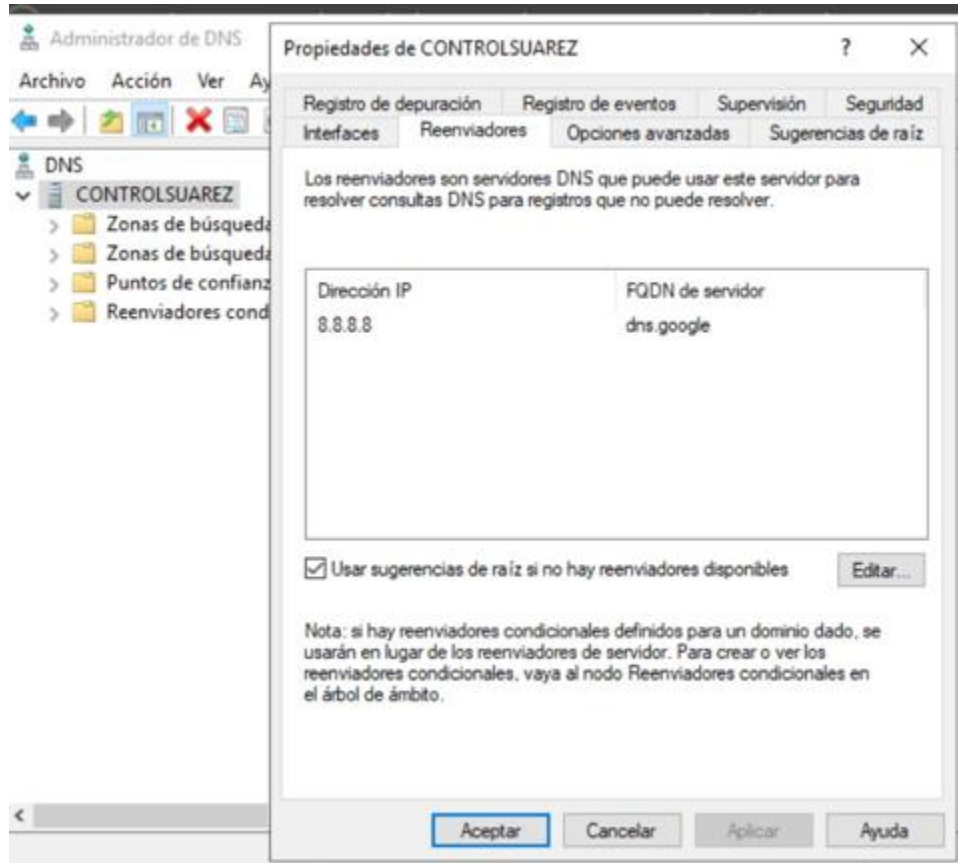 Administrador de DNS
Archivo Acción Ver Ay
DNS
CONTROLSUAREZ
Zonas de búsqueda
Zonas de búsqueda
Puntos de confianz
Reenviadores cond
Propiedades de CONTROLSUAREZ ? ×
Registro de depuración Registro de eventos Supervisión Seguridad
Interfaces Reenviadores Opciones avanzadas Sugerencias de raíz
Los reenviadores son servidores DNS que puede usar este servidor para
resolver consultas DNS para registros que no puede resolver.
Dirección IP FQDN de servidor
8.8.8.8 dns.google
Usar sugerencias de raíz si no hay reenviadores disponibles Editar...
Nota: si hay reenviadores condicionales definidos para un dominio dado, se
usarán en lugar de los reenviadores de servidor. Para crear o ver los
reenviadores condicionales, vaya al nodo Reenviadores condicionales en
el árbol de ámbito.
Aceptar Cancelar Aplicar Ayuda